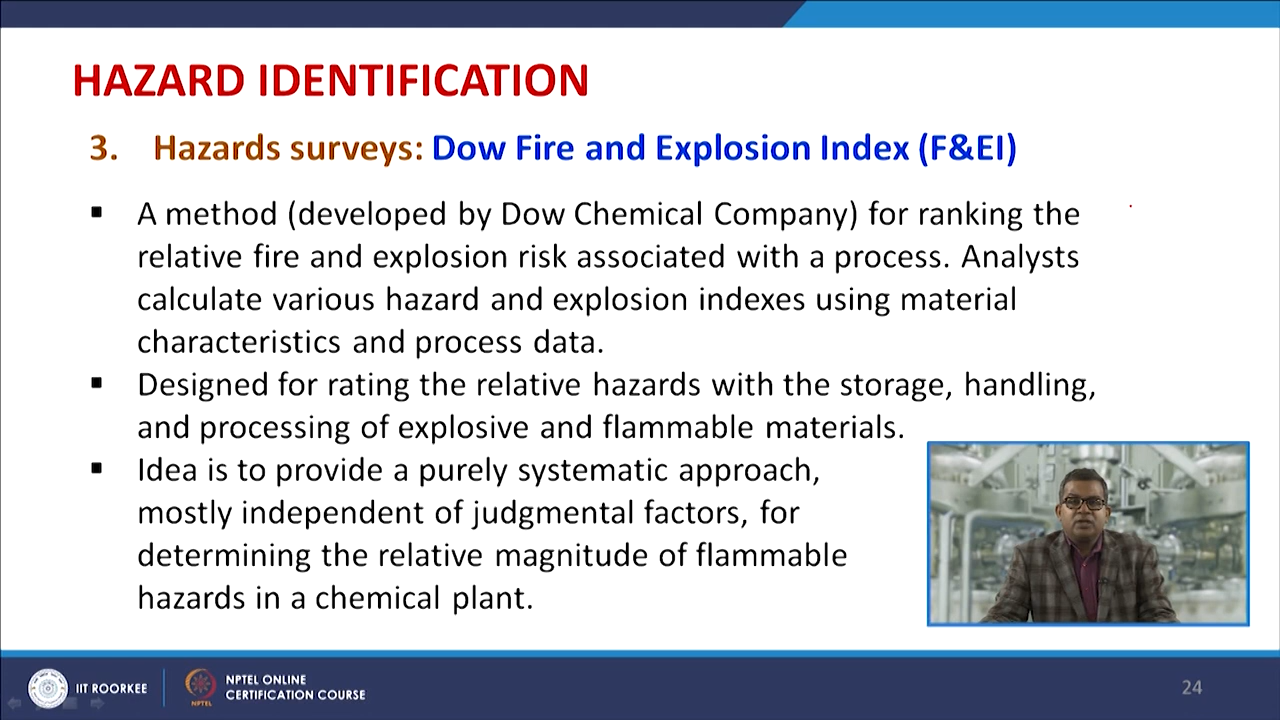 HAZARD IDENTIFICATION
3. Hazards surveys: Dow Fire and Explosion Index (F&EI)
▪ A method (developed by Dow Chemical Company) for ranking the
relative fire and explosion risk associated with a process. Analysts
calculate various hazard and explosion indexes using material
characteristics and process data.
▪ Designed for rating the relative hazards with the storage, handling,
and processing of explosive and flammable materials.
▪ Idea is to provide a purely systematic approach,
mostly independent of judgmental factors, for
determining the relative magnitude of flammable
hazards in a chemical plant.
IIT ROORKEE
NPTEL
NPTEL ONLINE
CERTIFICATION COURSE
24